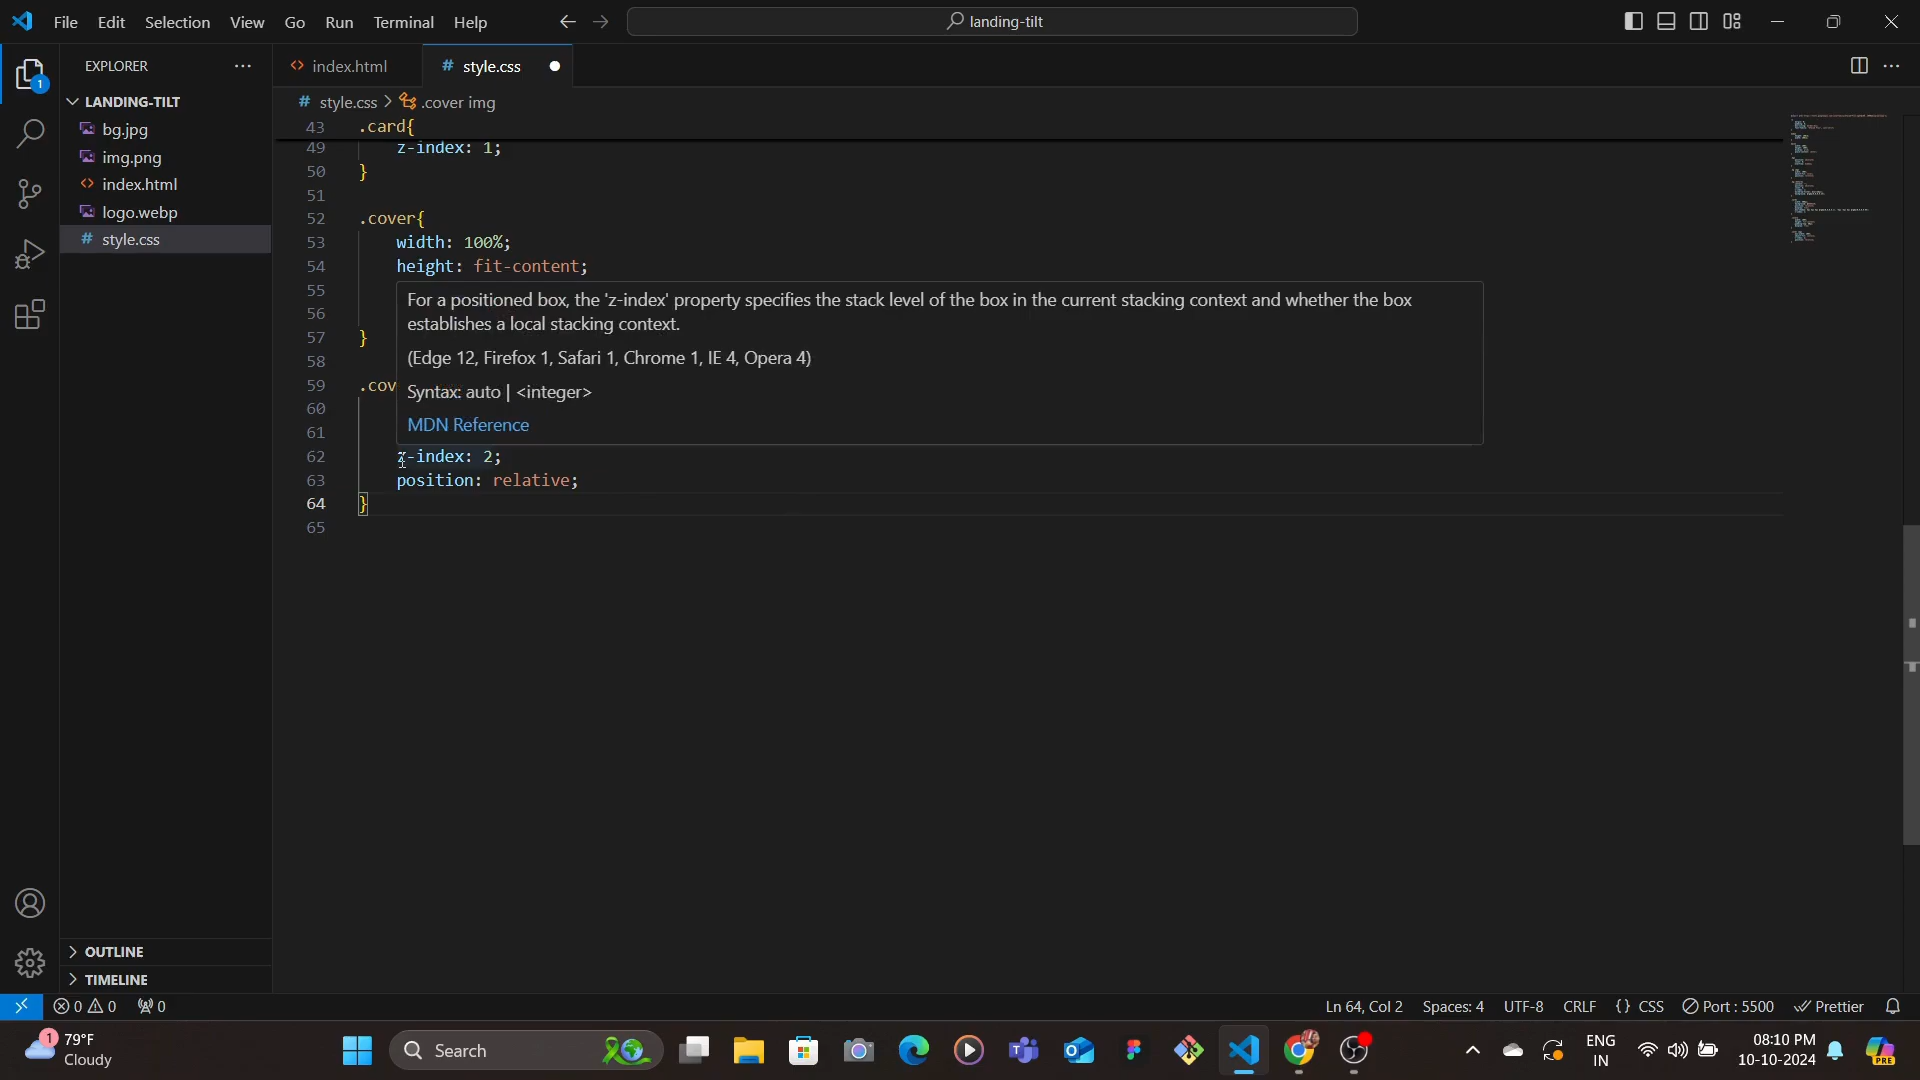 File Edit Selection View Go Run Terminal Help
landing-tilt
EXPLORER
LANDING-TILT
bg.jpg
img.png
index.html
logo.webp
style.css
OUTLINE
TIMELINE
1
index.html
style.css
style.css > .cover img
43 .card{
49 z-index: 1;
50 }
51
52 .cover{
53 width: 100%;
54 height: fit-content;
55
56
57 }
58
59 .cov
60
61
62 z-index: 2;
63 position: relative;
64 }
65
For a positioned box, the 'z-index' property specifies the stack level of the box in the current stacking context and whether the box
establishes a local stacking context.
(Edge 12, Firefox 1, Safari 1, Chrome 1, IE 4, Opera 4)
Syntax: auto | <integer>
MDN Reference
0 0 0
Ln 64, Col 2 Spaces: 4 UTF-8 CRLF {} CSS Port : 5500 Prettier
1
79°F
Cloudy
Search
ENG
IN
08:10 PM
10-10-2024
PRE